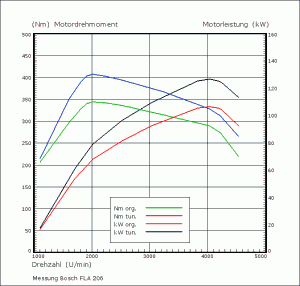 (Nm) Motordrehmoment Motorleistung (kW)
500 160
450 140
400 120
350
300 100
250 80
200 60
150
100 40
50 20
0 0
Nm org.
Nm tun.
kW org.
kW tun.
1000 2000 3000 4000 5000
Drehzahl (U/min)
Messung Bosch FLA 206